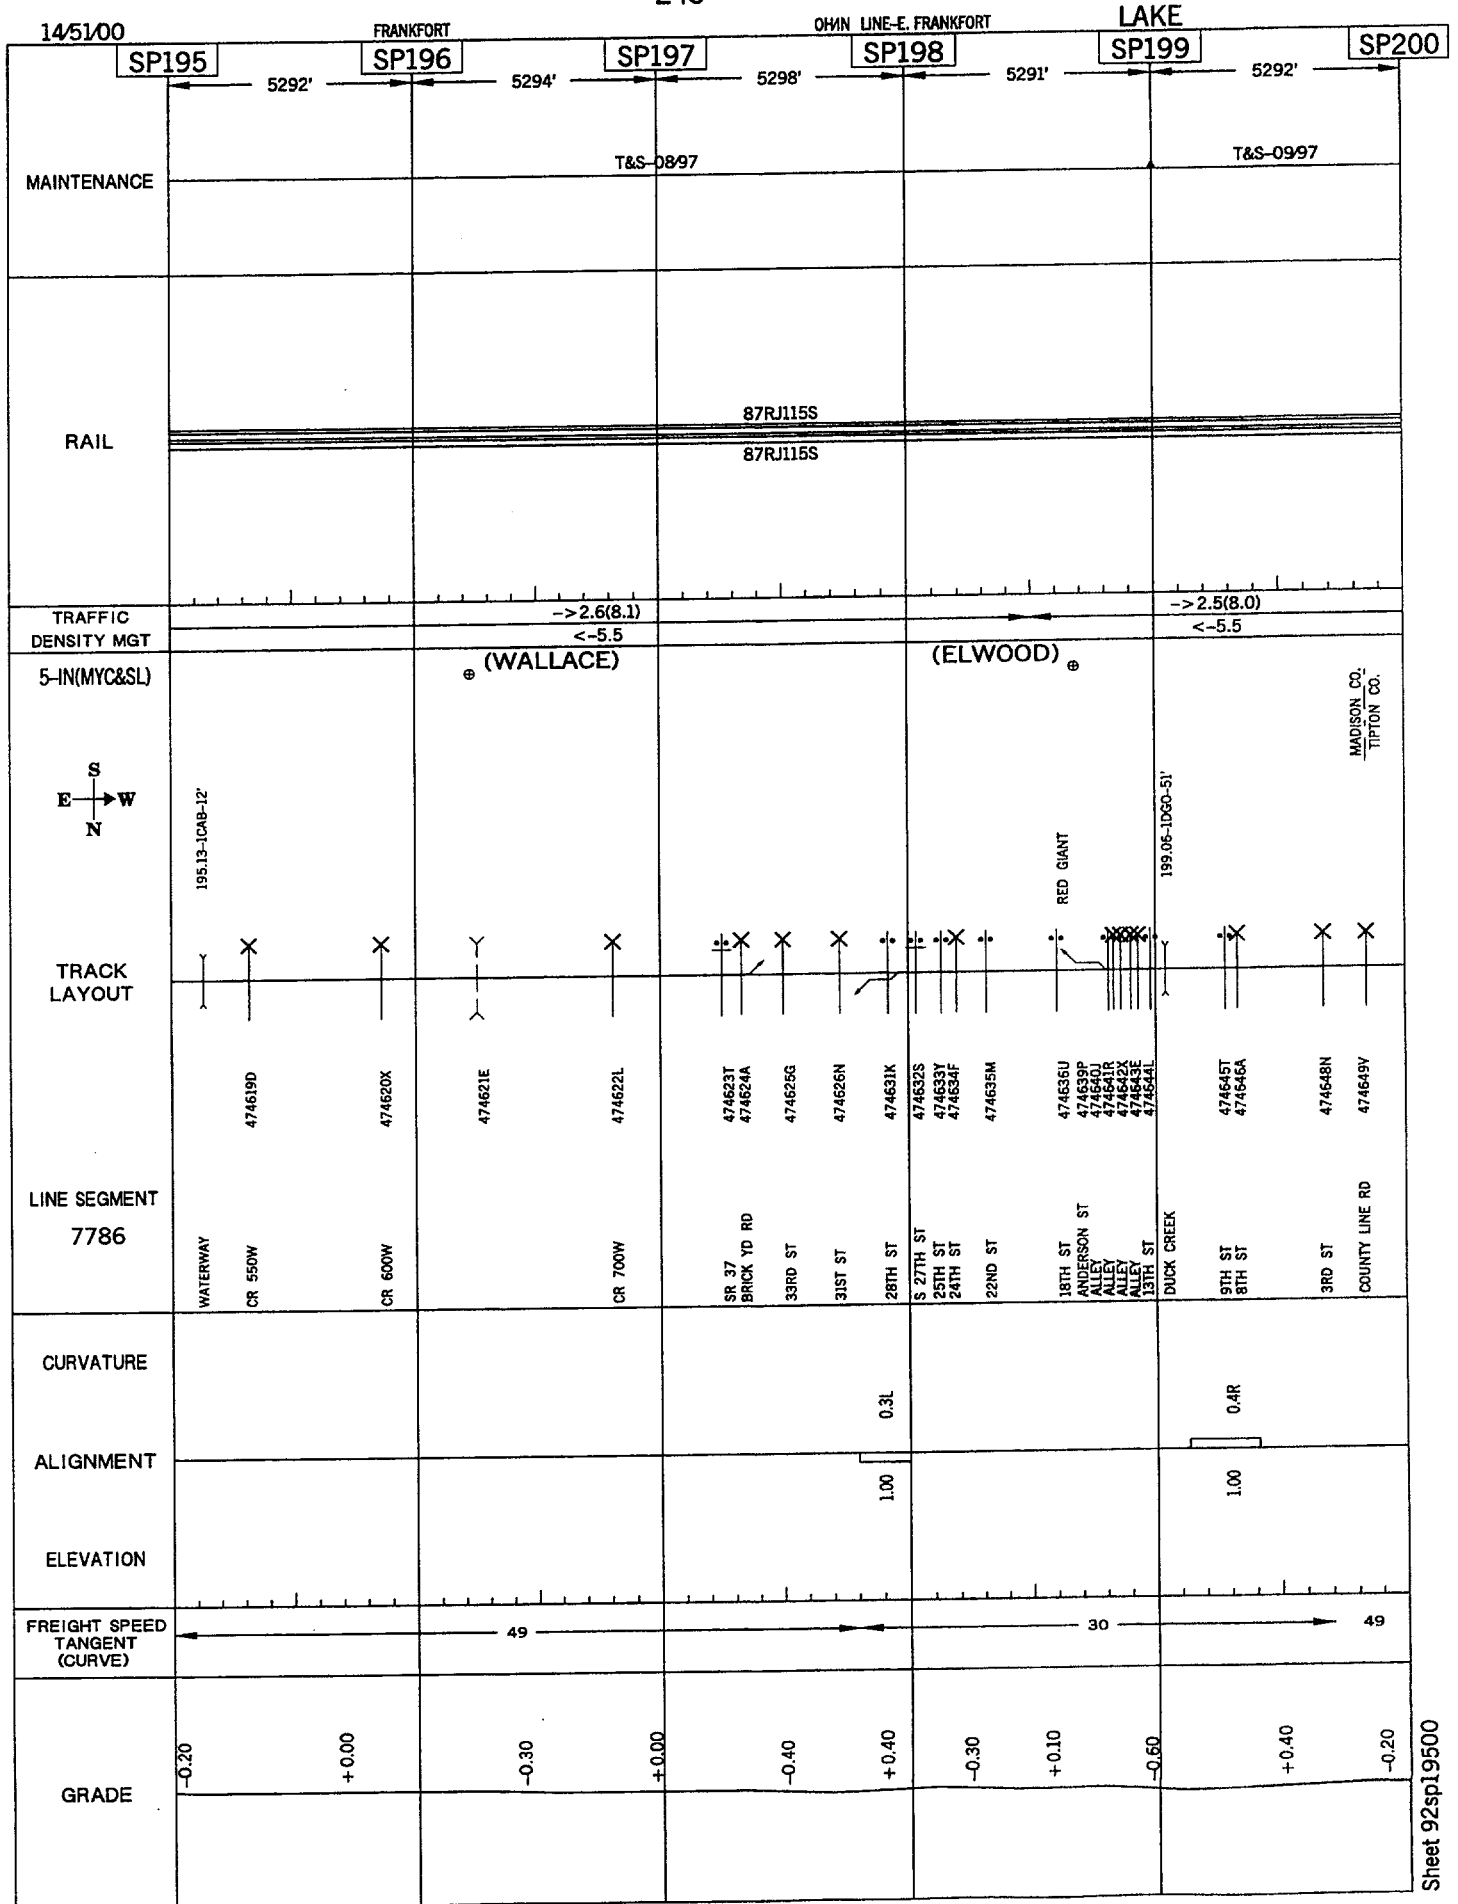 14/51/00
FRANKFORT
OHIN LINE-E. FRANKFORT
LAKE
SP195
SP196
SP197
SP198
SP199
SP200
5292'
5294'
5298'
5291'
5292'
MAINTENANCE
T&S-08/97
T&S-09/97
RAIL
87RJ115S
87RJ115S
TRAFFIC
DENSITY MGT
->2.6(8.1)
<-5.5
->2.5(8.0)
<-5.5
5-IN(MYC&SL)
(WALLACE)
(ELWOOD)
MADISON CO.
TIPTON CO.
S
E W
N
195.13-1CAB-12'
RED GIANT
199.06-1DGO-51'
TRACK
LAYOUT
474619D
474620X
474621E
474622L
474623T
474624A
474625G
474626N
474631K
474632S
474633Y
474634F
474635M
474636U
474639P
474640J
474641R
474642X
474643E
474644L
474645T
474646A
474648N
474649V
LINE SEGMENT
7786
WATERWAY
CR 550W
CR 600W
CR 700W
SR 37
BRICK YD RD
33RD ST
31ST ST
28TH ST
S 27TH ST
25TH ST
24TH ST
22ND ST
18TH ST
ANDERSON ST
ALLEY
ALLEY
ALLEY
ALLEY
13TH ST
DUCK CREEK
9TH ST
8TH ST
3RD ST
COUNTY LINE RD
CURVATURE
0.3L
0.4R
ALIGNMENT
1.00
1.00
ELEVATION
FREIGHT SPEED
TANGENT
(CURVE)
49
30
49
GRADE
-0.20
+0.00
-0.30
+0.00
-0.40
+0.40
-0.30
+0.10
-0.60
+0.40
-0.20
Sheet 92sp19500